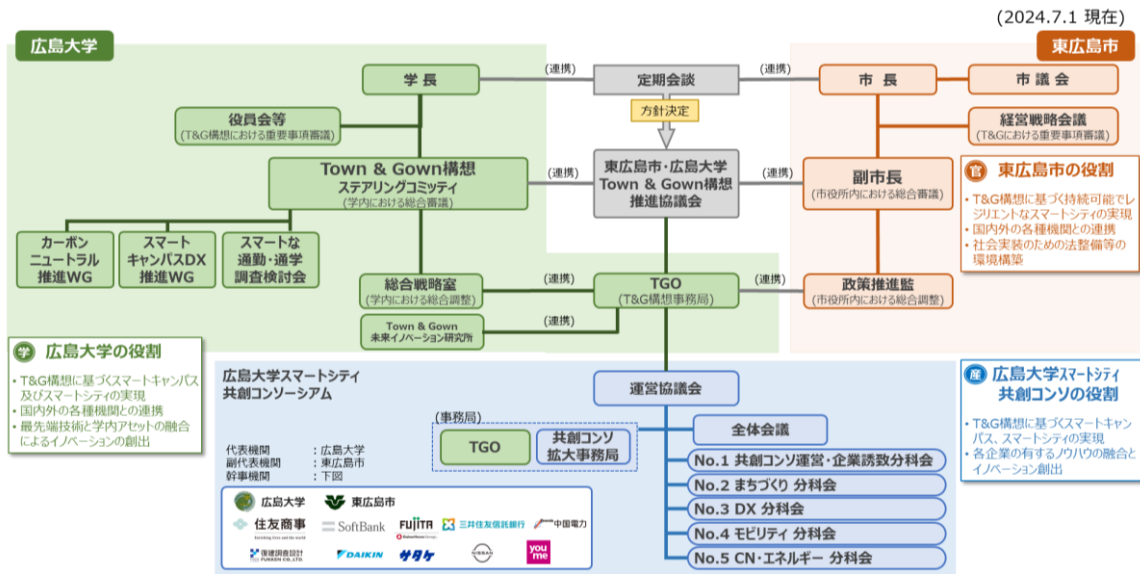 (2024.7.1 現在)
広島大学
東広島市
学長
(連携)
定期会談
(連携)
市 長
市 議 会
方針決定
役員会等
(T&G構想における重要事項審議)
経営戦略会議
(T&Gにおける重要事項審議)
Town & Gown構想
ステアリングコミッティ
(学内における総合審議)
(連携)
東広島市・広島大学
Town & Gown構想
推進協議会
(連携)
副市長
(市役所内における総合審議)
官 東広島市の役割
• T&G構想に基づく持続可能でレ
ジリエントなスマートシティの実現
• 国内外の各種機関との連携
• 社会実装のための法整備等の
環境構築
カーボン
ニュートラル
推進WG
スマート
キャンパスDX
推進WG
スマートな
通勤・通学
調査検討会
総合戦略室
(学内における総合調整)
(連携)
TGO
(T&G構想事務局)
(連携)
政策推進監
(市役所内における総合調整)
Town & Gown
未来イノベーション研究所
(連携)
学 広島大学の役割
• T&G構想に基づくスマートキャンパス
及びスマートシティの実現
• 国内外の各種機関との連携
• 最先端技術と学内アセットの融合
によるイノベーションの創出
広島大学スマートシティ
共創コンソーシアム
運営協議会
(事務局)
TGO
共創コンソ
拡大事務局
全体会議
代表機関 : 広島大学
副代表機関 : 東広島市
幹事機関 : 下図
No.1 共創コンソ運営・企業誘致分科会
No.2 まちづくり 分科会
No.3 DX 分科会
No.4 モビリティ 分科会
No.5 CN・エネルギー 分科会
産 広島大学スマートシティ
共創コンソの役割
• T&G構想に基づくスマートキャン
パス、スマートシティの実現
• 各企業の有するノウハウの融合と
イノベーション創出
広島大学
東広島市
住友商事
Enriching lives and the world
SoftBank
FUJITA
三井住友信託銀行
中国電力
復建調査設計
FUKKEN CO.,LTD.
DAIKIN
サタケ
NISSAN
you me